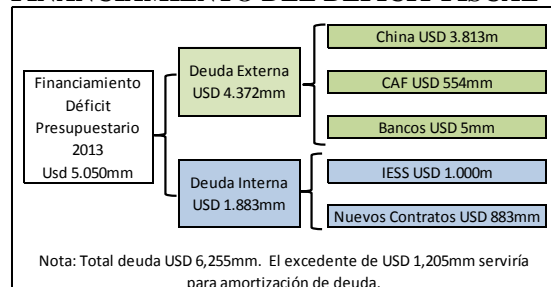 FINANCIAMIENTO DEL DÉFICIT FISCAL
Financiamiento
Déficit
Presupuestario
2013
Usd 5.050mm
Deuda Externa
USD 4.372mm
China USD 3.813m
CAF USD 554mm
Bancos USD 5mm
Deuda Interna
USD 1.883mm
IESS USD 1.000m
Nuevos Contratos USD 883mm
Nota: Total deuda USD 6,255mm. El excedente de USD 1,205mm serviría
para amortización de deuda.